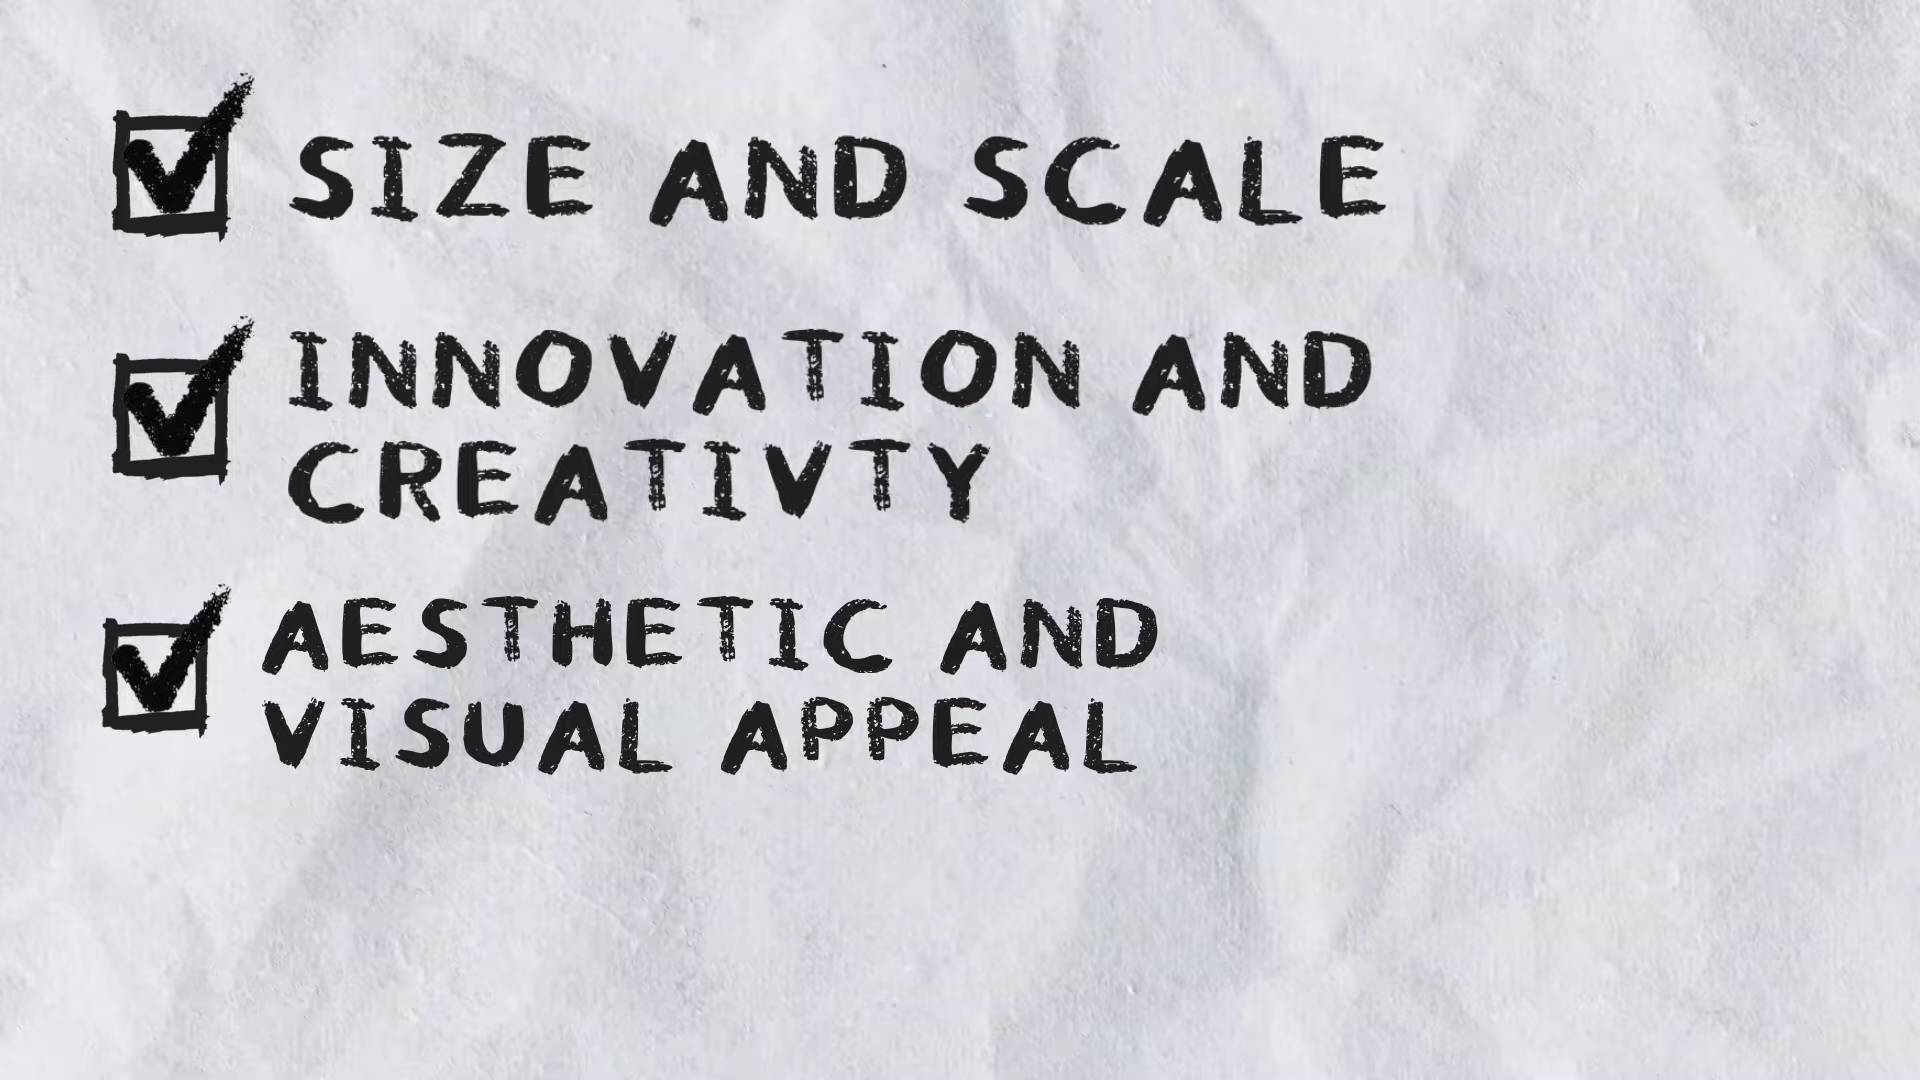 SIZE AND SCALE
INNOVATION AND
CREATIVTY
AESTHETIC AND
VISUAL APPEAL